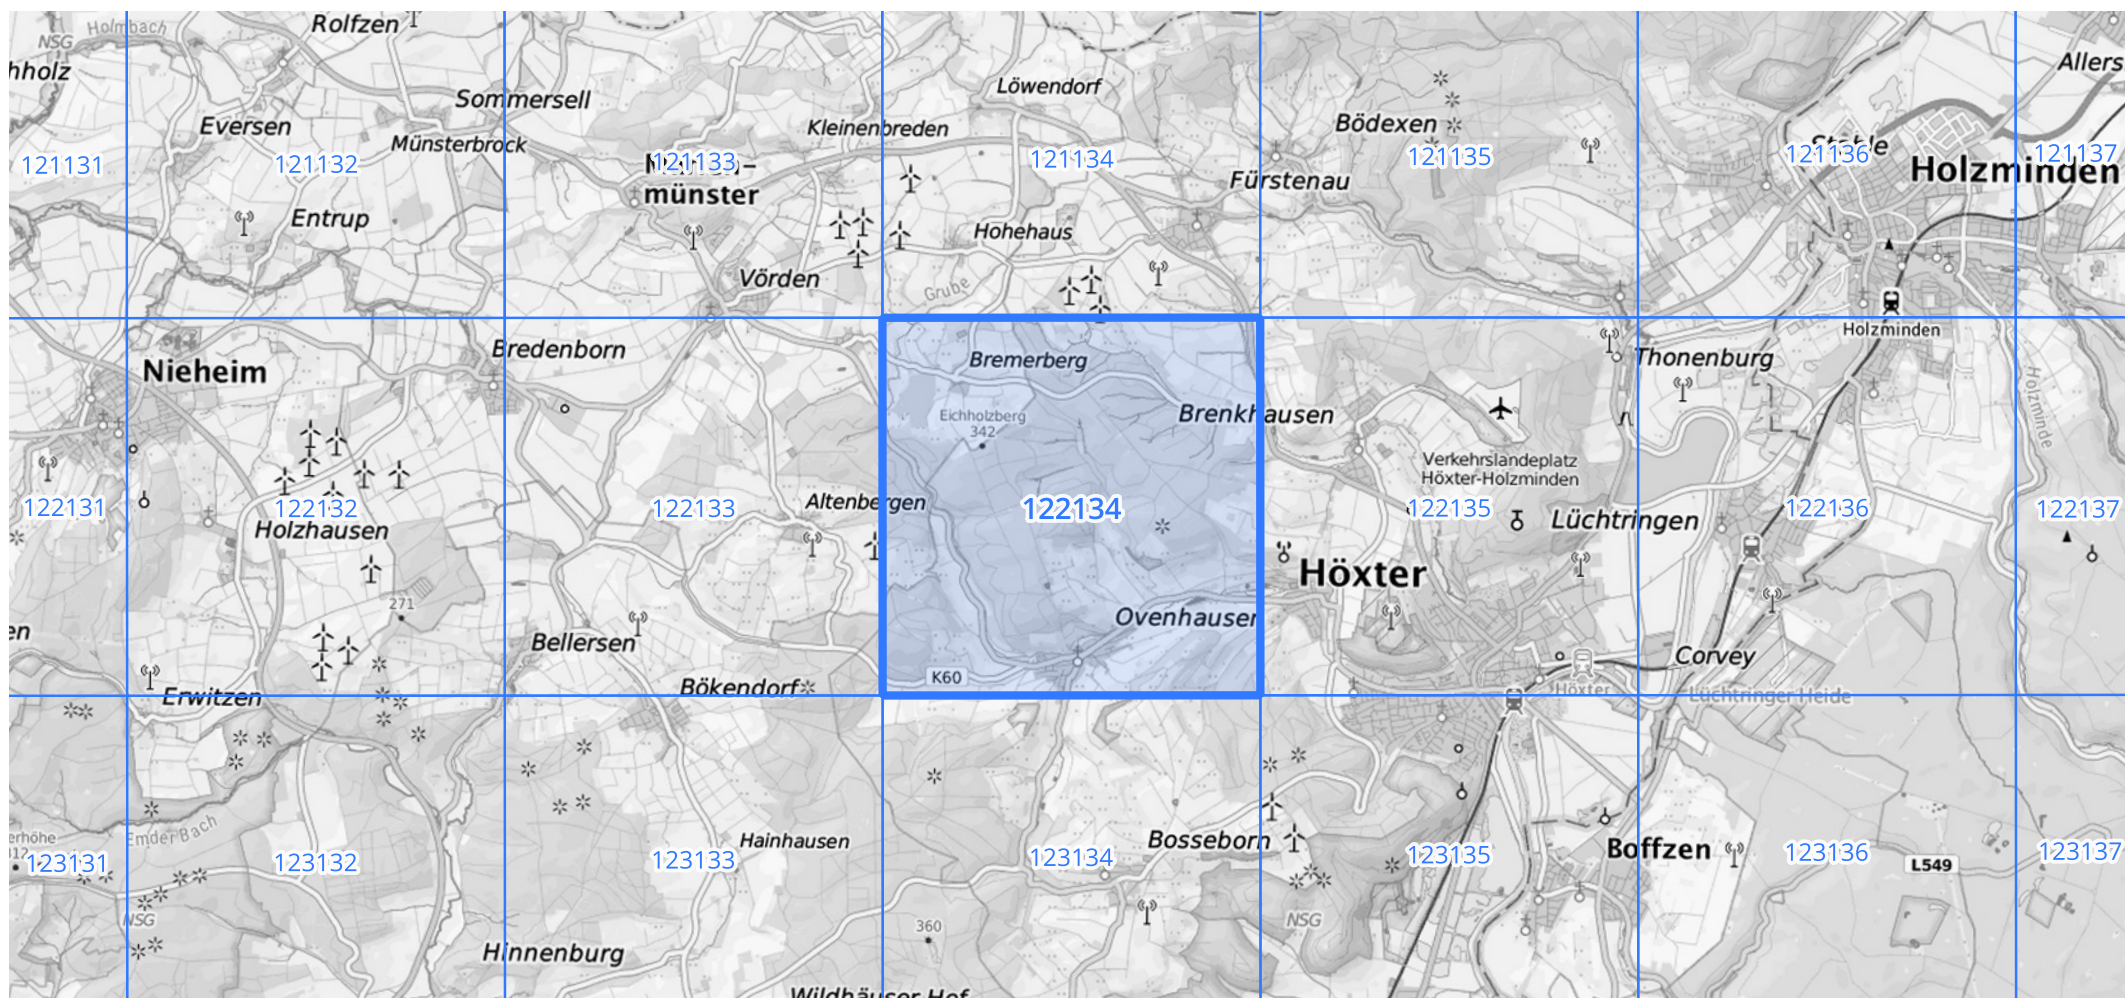 NSG
Holmbach
Rolfzen
hholz
Sommersell
Löwendorf
Allers
Eversen
Münsterbrock
Kleinenbreden
Bödexen
Stahle
Holzminden
121131
121132
121133
121134
121135
121136
121137
münster
Fürstenau
Entrup
Hohehaus
Vörden
Grube
Holzminden
Nieheim
Bredenborn
Bremerberg
Thonenburg
Eichholzberg
342
Brenkhausen
Holzminde
Verkehrslandeplatz
Höxter-Holzminden
122131
122132
122133
Altenbergen
122134
122135
Lüchtringen
122136
122137
Holzhausen
Höxter
271
en
Bellersen
Ovenhausen
Corvey
K60
Erwitzen
Bökendorf
Höxter
Lüchtringer Heide
Emder Bach
erhöhe
312
Hainhausen
Bosseborn
Boffzen
123131
123132
123133
123134
123135
123136
123137
L549
NSG
360
NSG
Hinnenburg
Wildhäuser Hof